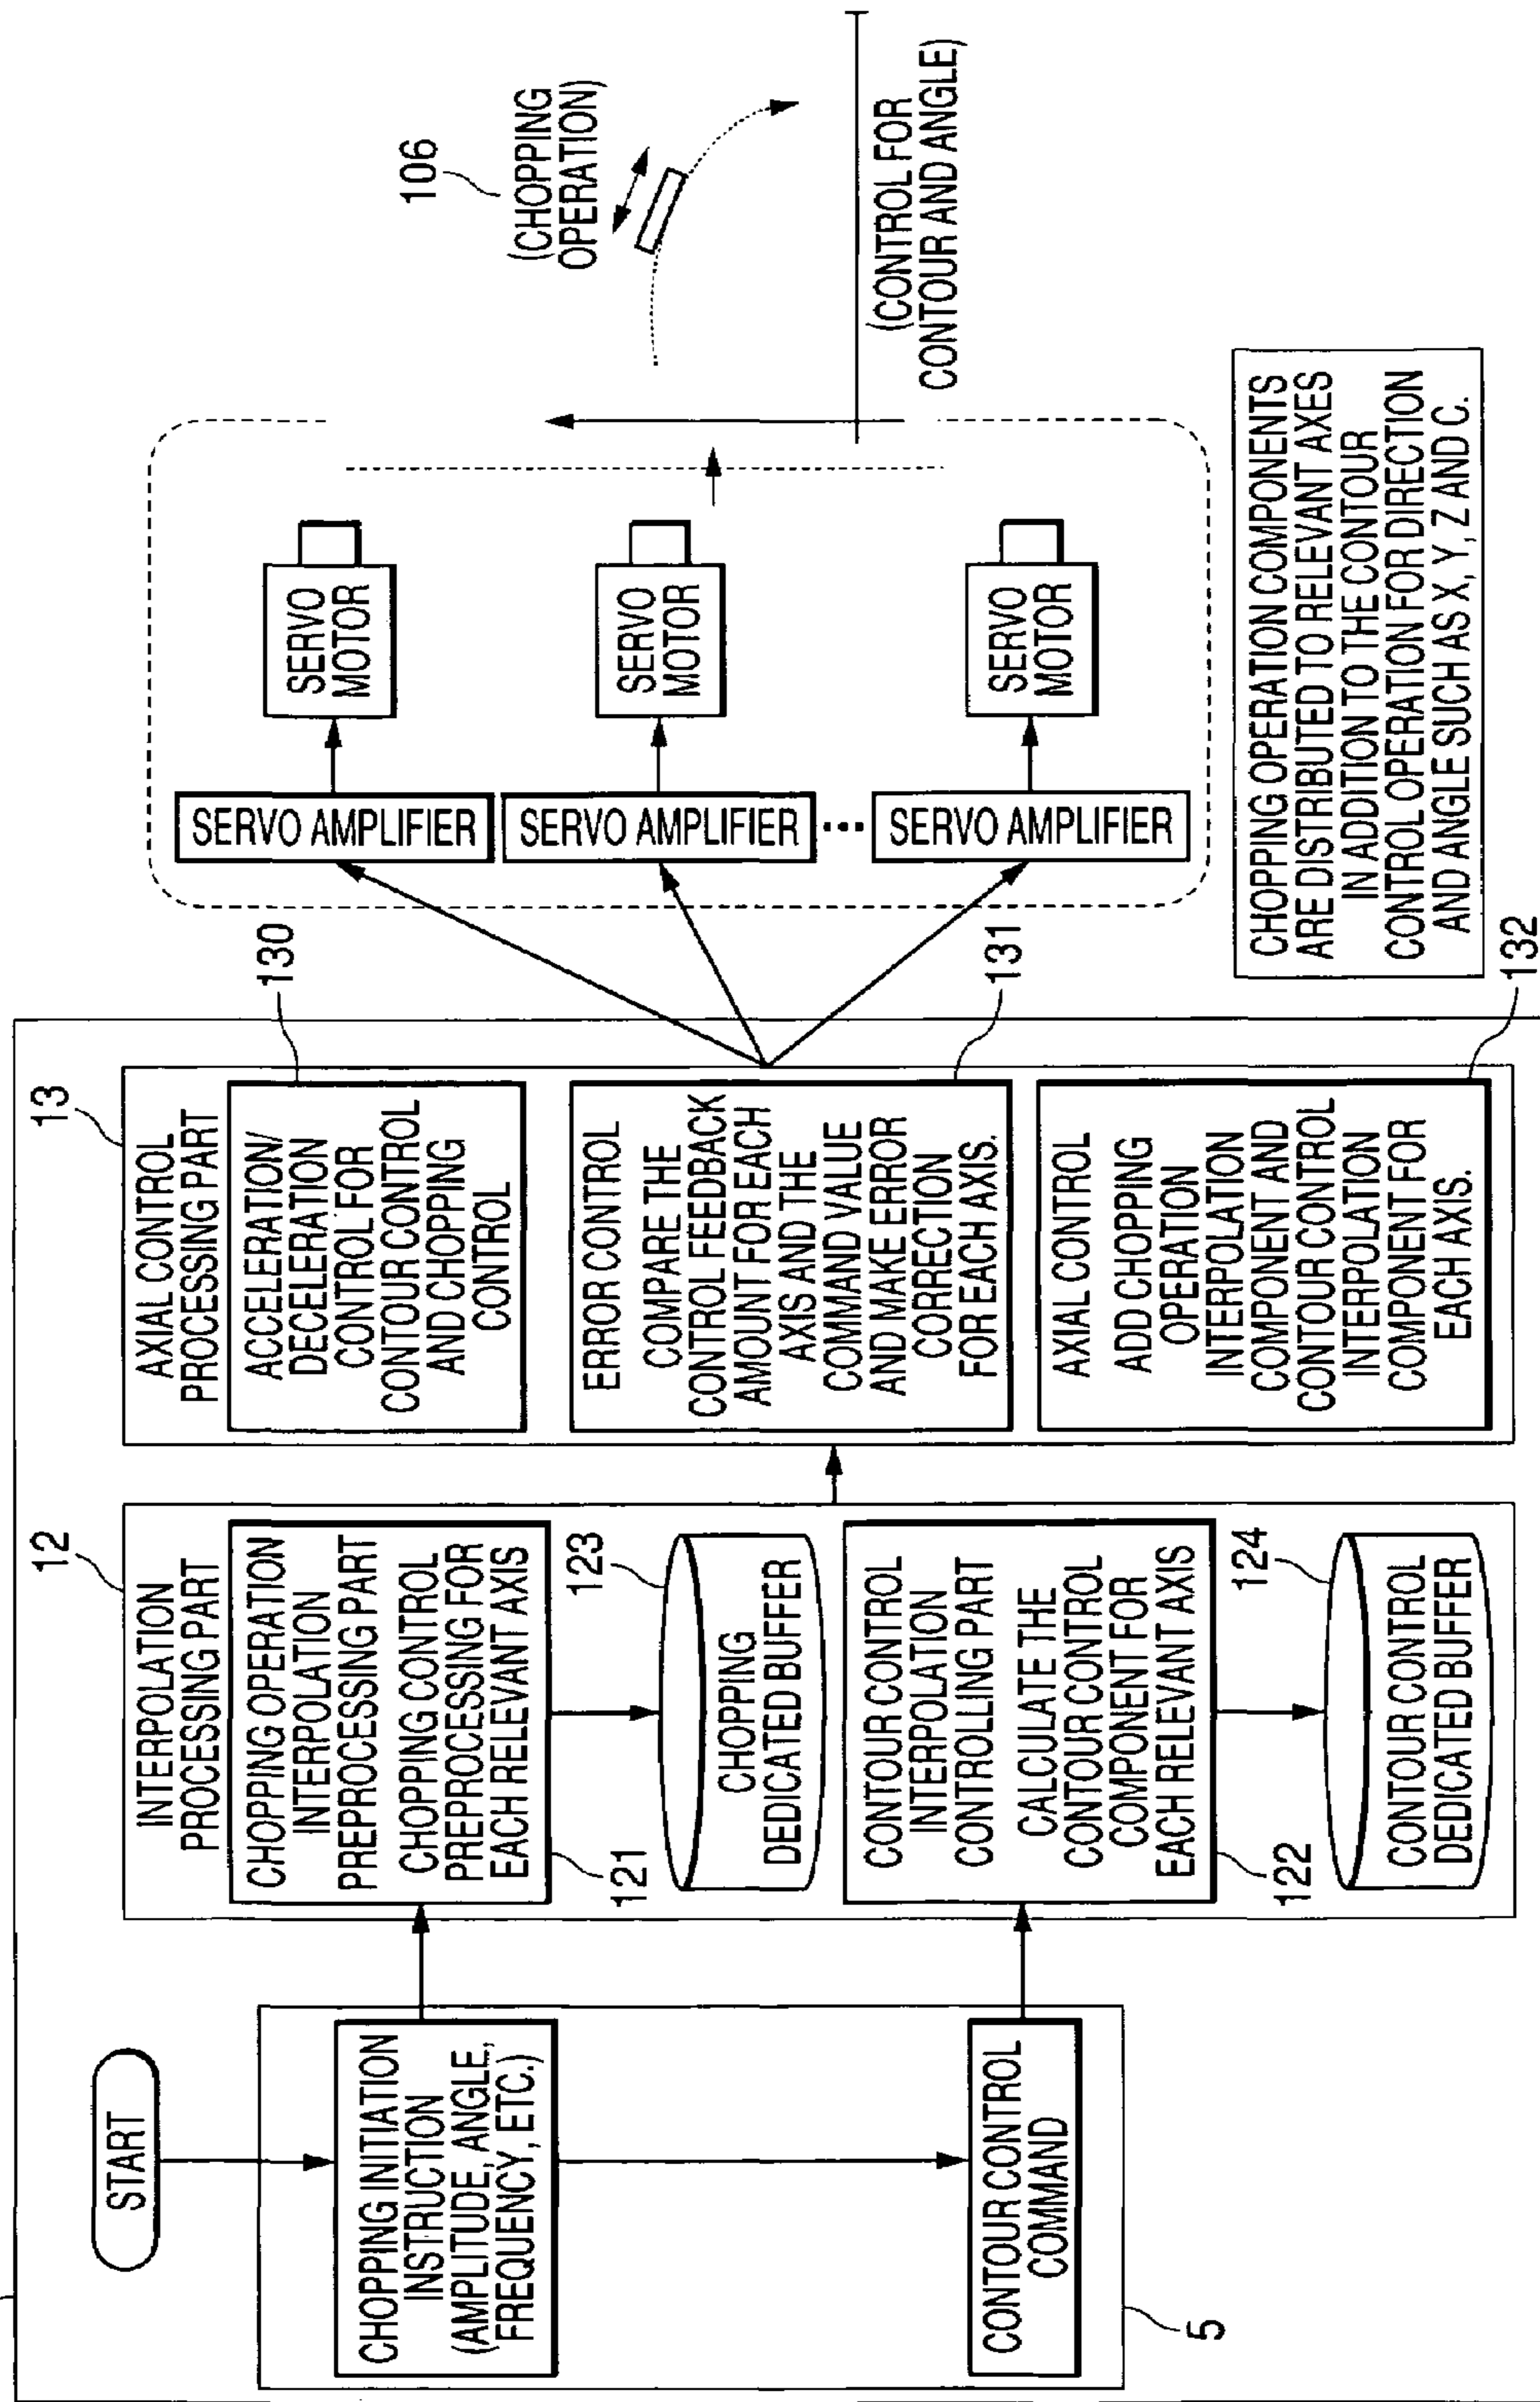 START
CHOPPING INITIATION
INSTRUCTION
(AMPLITUDE, ANGLE,
FREQUENCY, ETC.)
CONTOUR CONTROL
COMMAND
5
12
INTERPOLATION
PROCESSING PART
CHOPPING OPERATION
INTERPOLATION
PREPROCESSING PART
CHOPPING CONTROL
PREPROCESSING FOR
EACH RELEVANT AXIS
121
123
CHOPPING
DEDICATED BUFFER
CONTOUR CONTROL
INTERPOLATION
CONTROLLING PART
CALCULATE THE
CONTOUR CONTROL
COMPONENT FOR
EACH RELEVANT AXIS
122
124
CONTOUR CONTROL
DEDICATED BUFFER
13
AXIAL CONTROL
PROCESSING PART
130
ACCELERATION/
DECELERATION
CONTROL FOR
CONTOUR CONTROL
AND CHOPPING
CONTROL
131
ERROR CONTROL
COMPARE THE
CONTROL FEEDBACK
AMOUNT FOR EACH
AXIS AND THE
COMMAND VALUE
AND MAKE ERROR
CORRECTION
FOR EACH AXIS.
132
AXIAL CONTROL
ADD CHOPPING
OPERATION
INTERPOLATION
COMPONENT AND
CONTOUR CONTROL
INTERPOLATION
COMPONENT FOR
EACH AXIS.
SERVO AMPLIFIER
SERVO
MOTOR
SERVO AMPLIFIER
SERVO
MOTOR
SERVO AMPLIFIER
SERVO
MOTOR
106
(CHOPPING
OPERATION)
(CONTROL FOR
CONTOUR AND ANGLE)
CHOPPING OPERATION COMPONENTS
ARE DISTRIBUTED TO RELEVANT AXES
IN ADDITION TO THE CONTOUR
CONTROL OPERATION FOR DIRECTION
AND ANGLE SUCH AS X, Y, Z AND C.